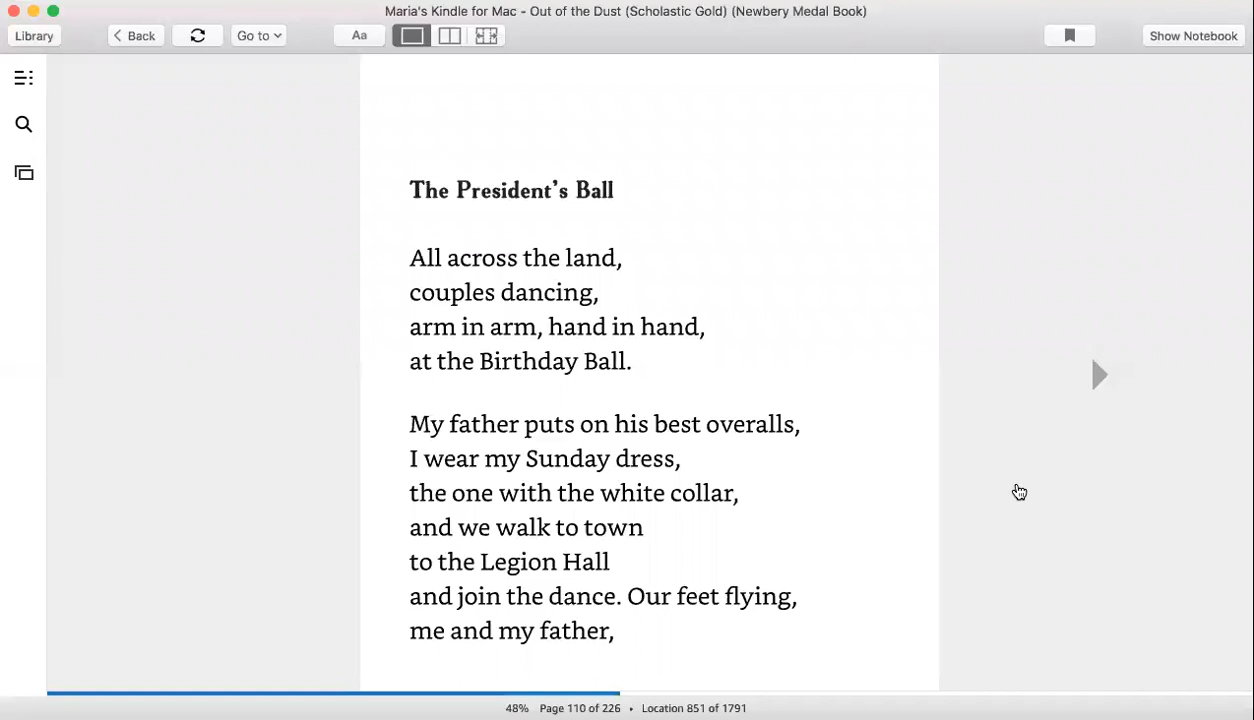 Maria's Kindle for Mac - Out of the Dust (Scholastic Gold) (Newbery Medal Book)
Library Back Go to Aa Show Notebook
The President's Ball
All across the land,
couples dancing,
arm in arm, hand in hand,
at the Birthday Ball.
My father puts on his best overalls,
I wear my Sunday dress,
the one with the white collar,
and we walk to town
to the Legion Hall
and join the dance. Our feet flying,
me and my father,
48% Page 110 of 226 • Location 851 of 1791